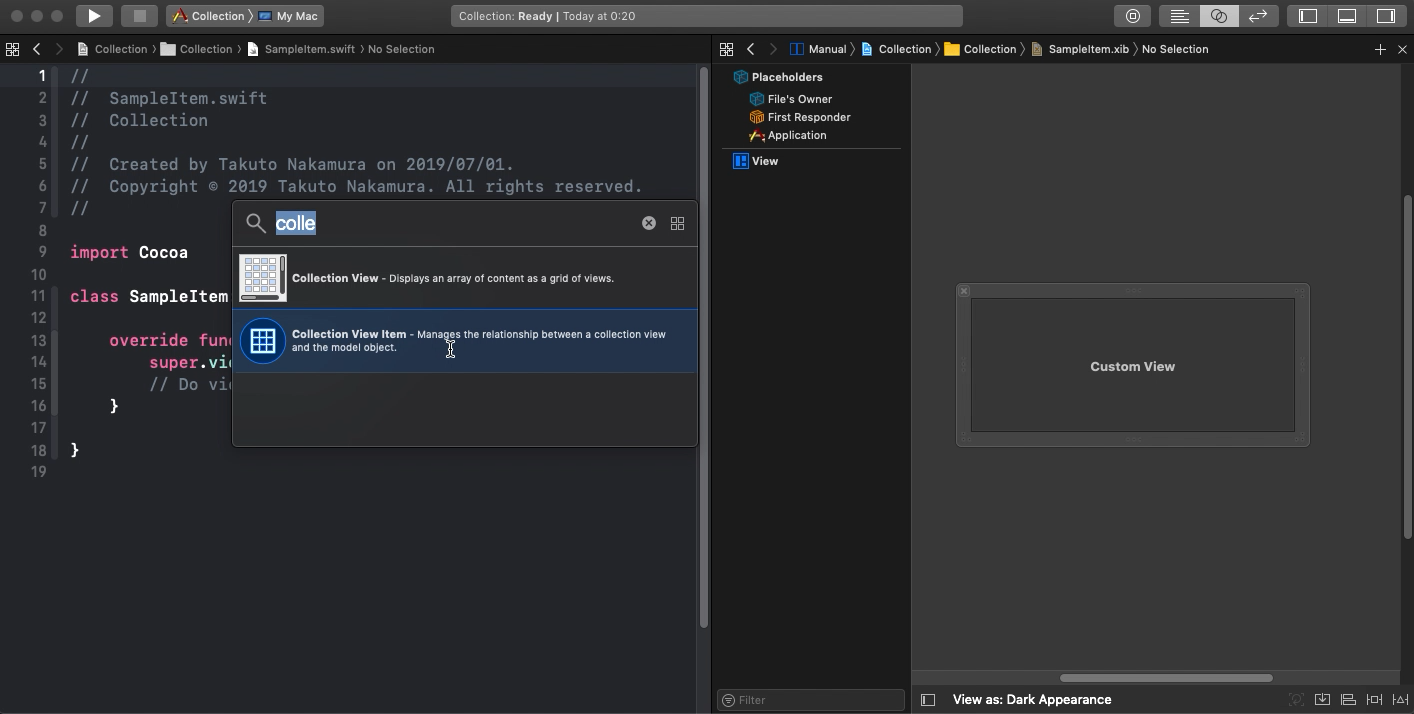 Collection 〉 My Mac
Collection: Ready | Today at 0:20
Collection 〉 Collection 〉 SampleItem.swift 〉 No Selection
Manual 〉 Collection 〉 Collection 〉 SampleItem.xib 〉 No Selection
1 //
2 //  SampleItem.swift
3 //  Collection
4 //
5 //  Created by Takuto Nakamura on 2019/07/01.
6 //  Copyright © 2019 Takuto Nakamura. All rights reserved.
7 //
8
9 import Cocoa
10
11 class SampleItem
12
13     override func
14         super.vi
15         // Do vi
16     }
17
18 }
19
colle
Collection View - Displays an array of content as a grid of views.
Collection View Item - Manages the relationship between a collection view
and the model object.
Placeholders
File's Owner
First Responder
Application
View
Custom View
Filter
View as: Dark Appearance